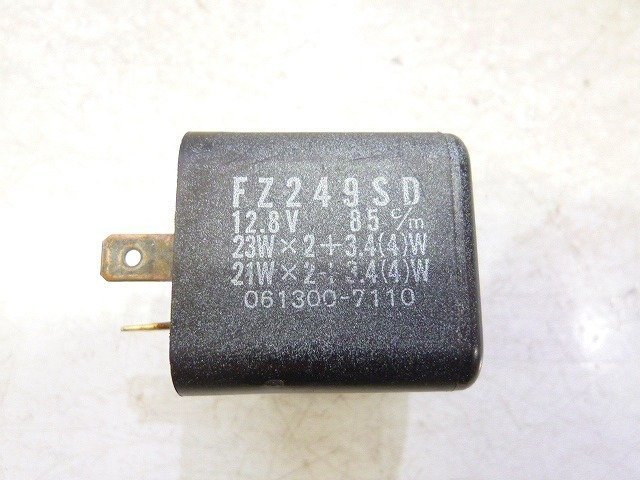 FZ249SD
12.8V 85c/m
23W×2+3.4(4)W
21W×2+3.4(4)W
061300-7110